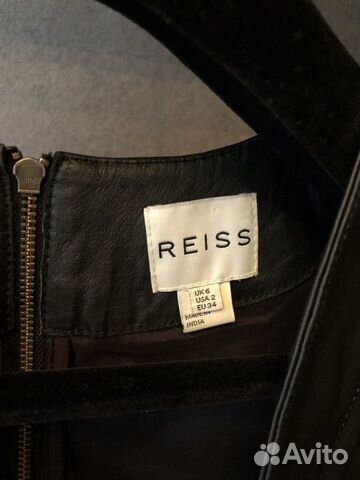 REISS
UK 6
USA 2
EU 34
MADE IN
INDIA
Avito